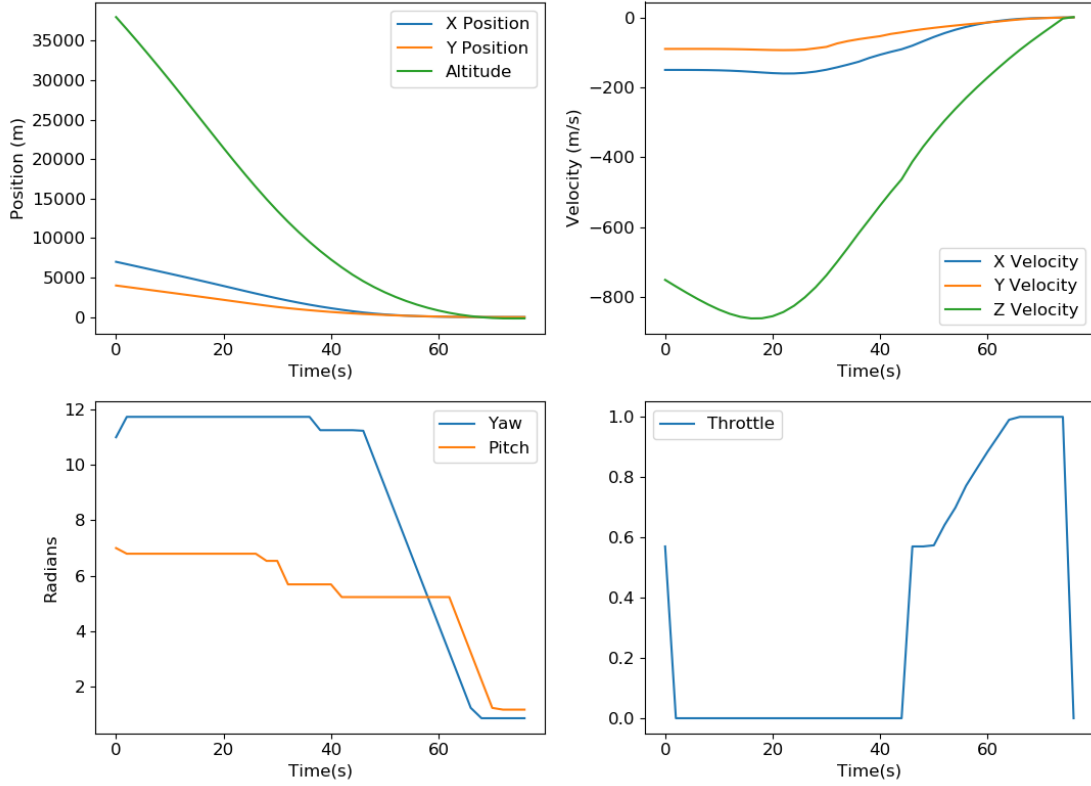 35000
30000
25000
20000
15000
10000
5000
0
Position (m)
X Position
Y Position
Altitude
0
20
40
60
Time(s)
0
−200
−400
−600
−800
Velocity (m/s)
X Velocity
Y Velocity
Z Velocity
0
20
40
60
Time(s)
12
10
8
6
4
2
Radians
Yaw
Pitch
0
20
40
60
Time(s)
1.0
0.8
0.6
0.4
0.2
0.0
Throttle
0
20
40
60
Time(s)